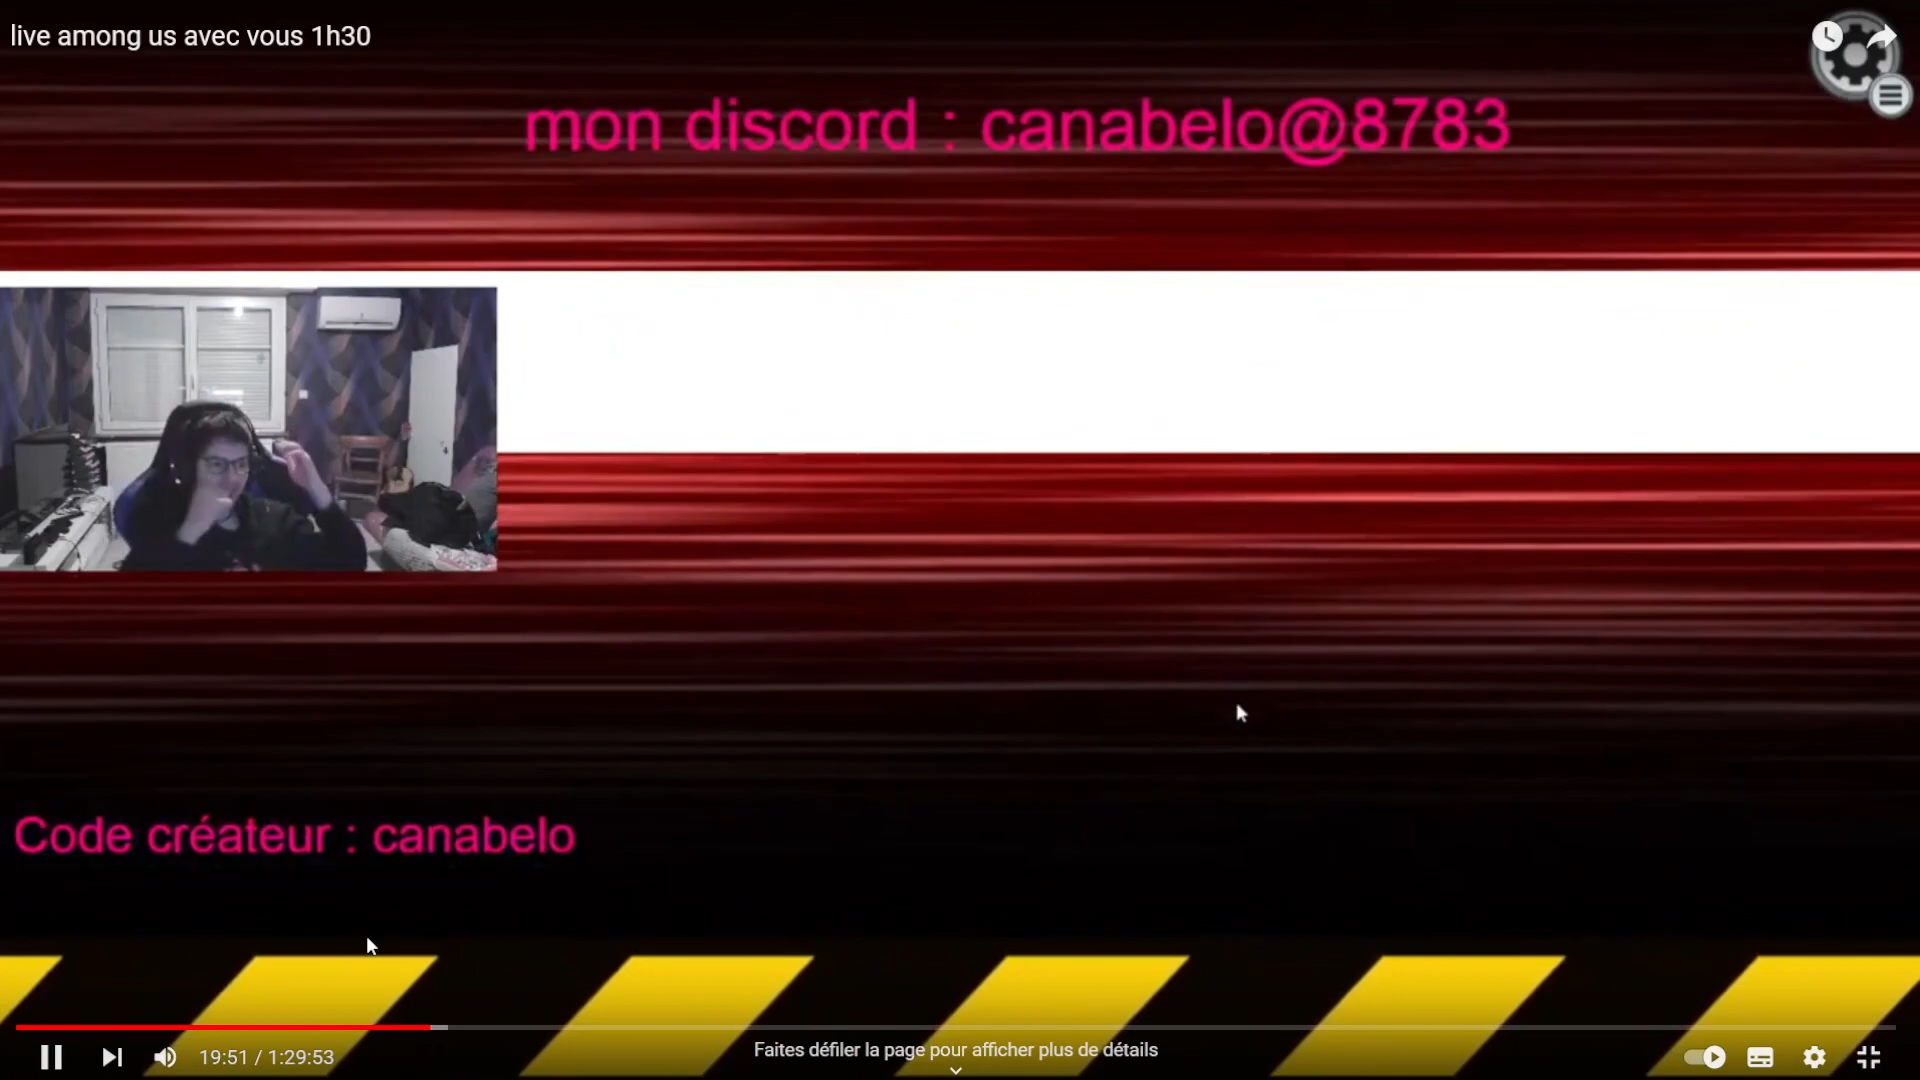 live among us avec vous 1h30
mon discord : canabelo@8783
Code créateur : canabelo
19:51 / 1:29:53
Faites défiler la page pour afficher plus de détails